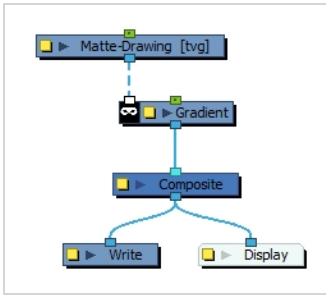 Matte-Drawing [tvg]
Gradient
Composite
Write
Display